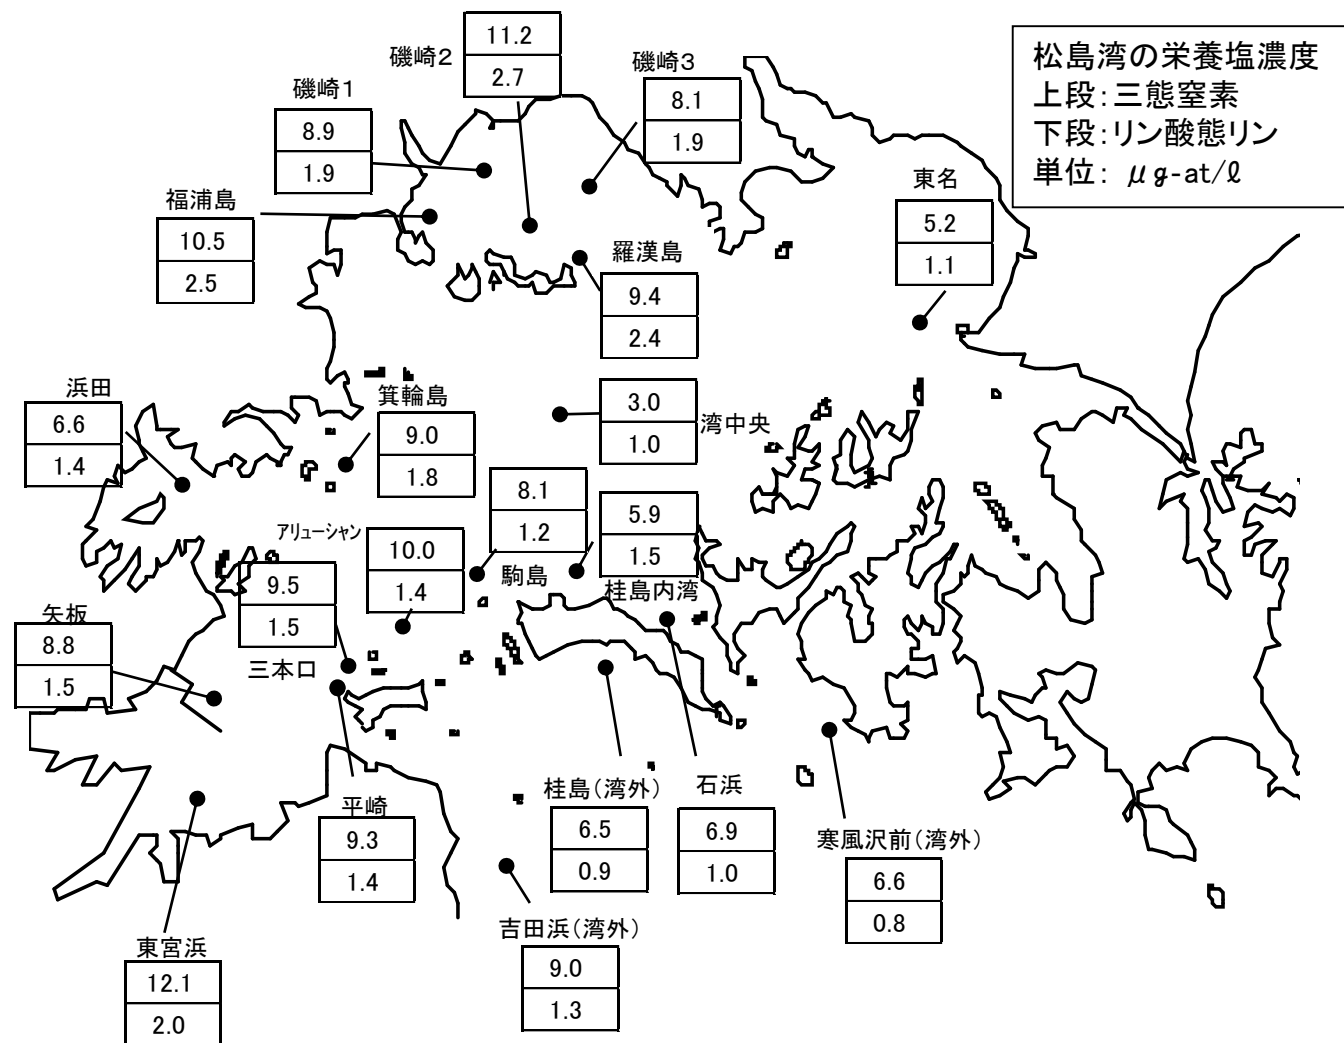 松島湾の栄養塩濃度
上段：三態窒素
下段：リン酸態リン
単位： μg-at/ℓ
磯崎2
11.2
2.7
磯崎3
8.1
1.9
磯崎1
8.9
1.9
福浦島
10.5
2.5
東名
5.2
1.1
羅漢島
9.4
2.4
浜田
6.6
1.4
箕輪島
9.0
1.8
3.0
1.0
湾中央
8.1
1.2
駒島
5.9
1.5
桂島内湾
アリューシャン
10.0
1.4
9.5
1.5
三本口
矢板
8.8
1.5
桂島（湾外）
6.5
0.9
石浜
6.9
1.0
平崎
9.3
1.4
寒風沢前（湾外）
6.6
0.8
吉田浜（湾外）
9.0
1.3
東宮浜
12.1
2.0